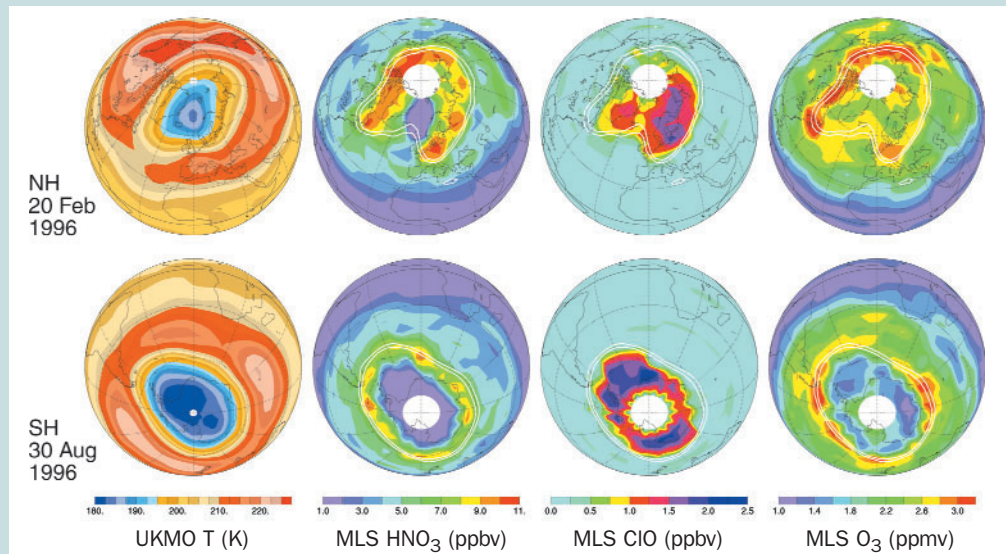 NH
20 Feb
1996
SH
30 Aug
1996
180. 190. 200. 210. 220.
1.0 3.0 5.0 7.0 9.0 11.
0.0 0.5 1.0 1.5 2.0 2.5
1.0 1.4 1.8 2.2 2.6 3.0
UKMO T (K)
MLS HNO₃ (ppbv)
MLS ClO (ppbv)
MLS O₃ (ppmv)